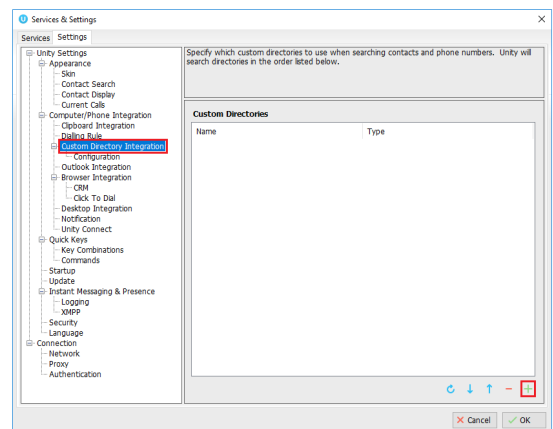 Services & Settings
Services Settings
Unity Settings
Appearance
Skin
Contact Search
Contact Display
Current Calls
Computer/Phone Integration
Clipboard Integration
Dialling Rule
Custom Directory Integration
Configuration
Outlook Integration
Browser Integration
CRM
Click To Dial
Desktop Integration
Notification
Unity Connect
Quick Keys
Key Combinations
Commands
Startup
Update
Instant Messaging & Presence
Logging
XMPP
Security
Language
Connection
Network
Proxy
Authentication
Specify which custom directories to use when searching contacts and phone numbers. Unity will
search directories in the order listed below.
Custom Directories
Name Type
Cancel OK